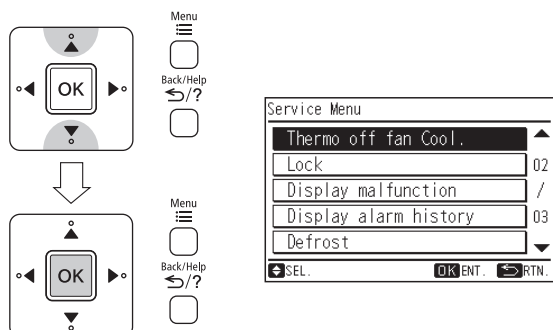 Menu
OK
Back/Help
/?
Menu
OK
Back/Help
/?
Service Menu
Thermo off fan Cool.
Lock
Display malfunction
Display alarm history
Defrost
02
/
03
SEL. OK ENT. RTN.